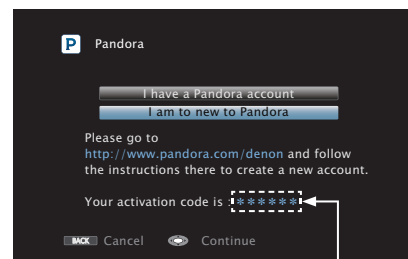 P Pandora
I have a Pandora account
I am to new to Pandora
Please go to
http://www.pandora.com/denon and follow
the instructions there to create a new account.
Your activation code is : ******
BACK Cancel Continue